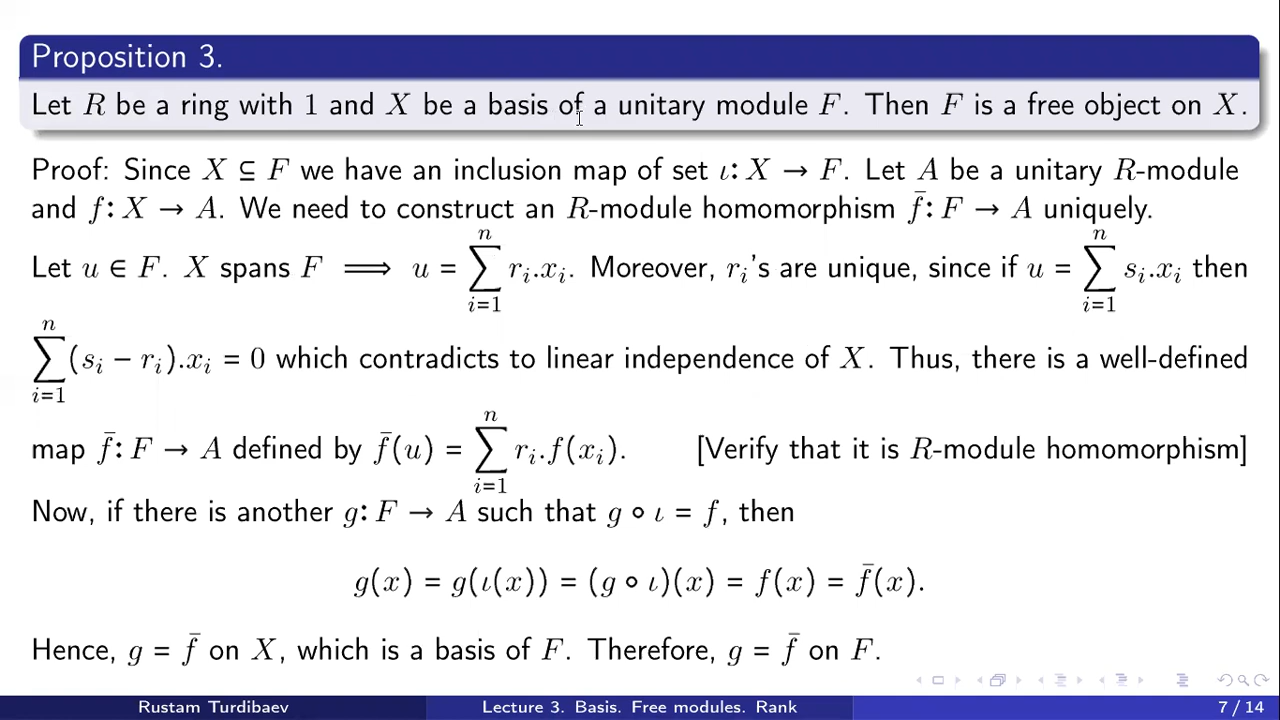 Proposition 3.
Let R be a ring with 1 and X be a basis of a unitary module F. Then F is a free object on X.
Proof: Since X ⊆ F we have an inclusion map of set ι: X → F. Let A be a unitary R-module
and f: X → A. We need to construct an R-module homomorphism f̄: F → A uniquely.
Let u ∈ F. X spans F ⟹ u = ∑_{i=1}^{n} r_i.x_i. Moreover, r_i's are unique, since if u = ∑_{i=1}^{n} s_i.x_i then
∑_{i=1}^{n} (s_i − r_i).x_i = 0 which contradicts to linear independence of X. Thus, there is a well-defined
map f̄: F → A defined by f̄(u) = ∑_{i=1}^{n} r_i.f(x_i). [Verify that it is R-module homomorphism]
Now, if there is another g: F → A such that g ∘ ι = f, then
g(x) = g(ι(x)) = (g ∘ ι)(x) = f(x) = f̄(x).
Hence, g = f̄ on X, which is a basis of F. Therefore, g = f̄ on F.
Rustam Turdibaev Lecture 3. Basis. Free modules. Rank 7 / 14